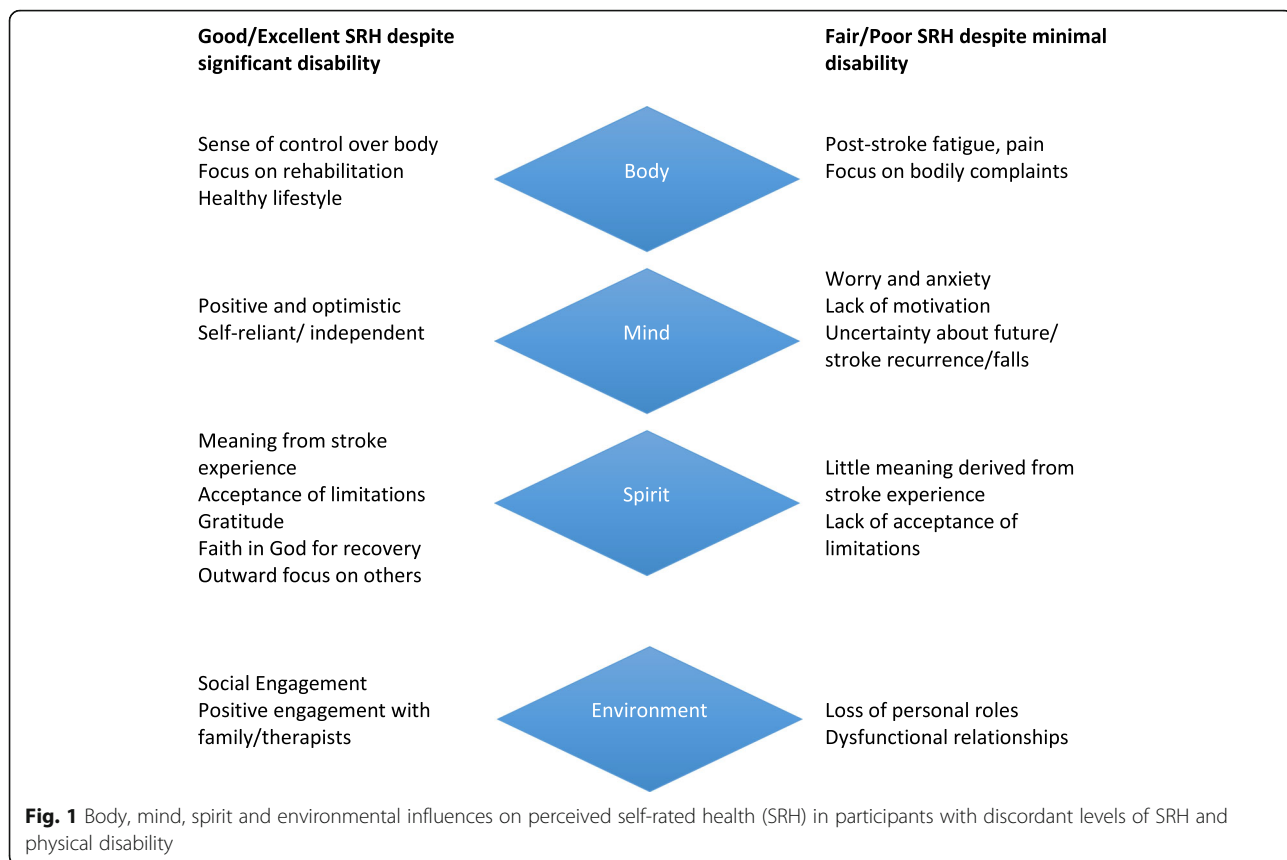 Good/Excellent SRH despite
significant disability
Fair/Poor SRH despite minimal
disability
Sense of control over body
Focus on rehabilitation
Healthy lifestyle
Body
Post-stroke fatigue, pain
Focus on bodily complaints
Positive and optimistic
Self-reliant/ independent
Mind
Worry and anxiety
Lack of motivation
Uncertainty about future/
stroke recurrence/falls
Meaning from stroke
experience
Acceptance of limitations
Gratitude
Faith in God for recovery
Outward focus on others
Spirit
Little meaning derived from
stroke experience
Lack of acceptance of
limitations
Social Engagement
Positive engagement with
family/therapists
Environment
Loss of personal roles
Dysfunctional relationships
Fig. 1 Body, mind, spirit and environmental influences on perceived self-rated health (SRH) in participants with discordant levels of SRH and
physical disability